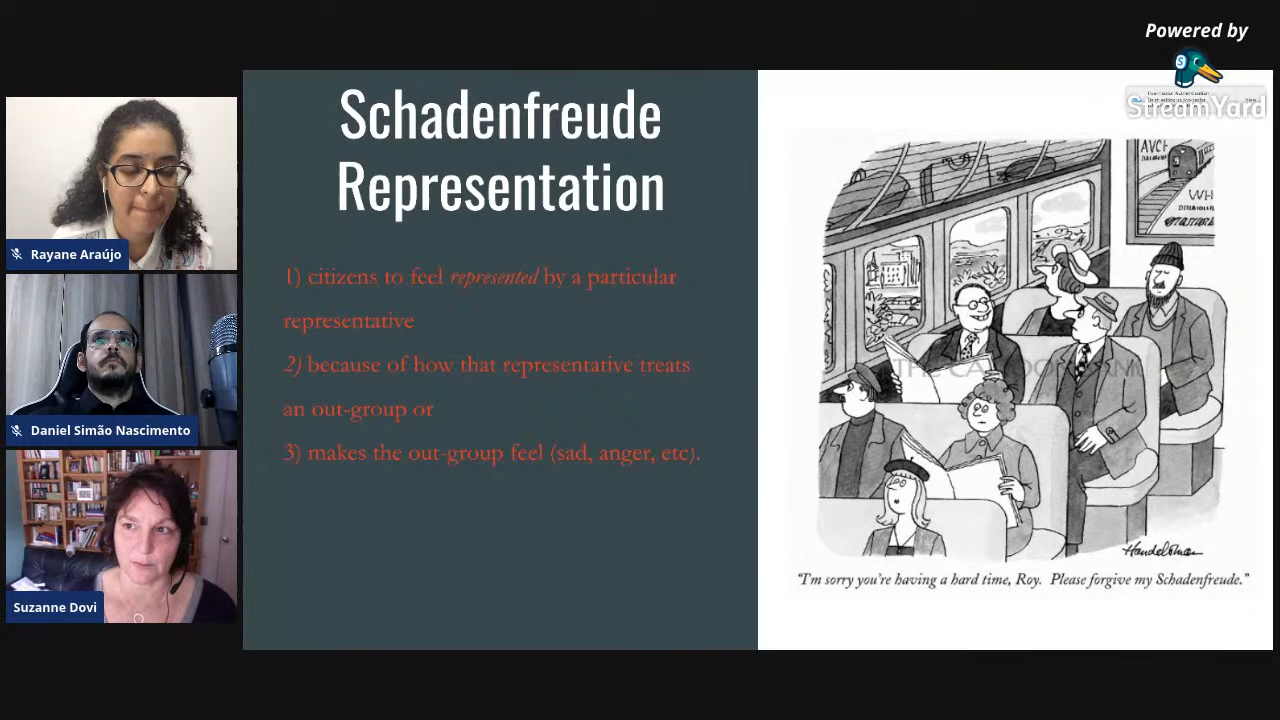 Powered by
StreamYard
Rayane Araújo
Daniel Simão Nascimento
Suzanne Dovi
Schadenfreude
Representation
1) citizens to feel represented by a particular
representative
2) because of how that representative treats
an out-group or
3) makes the out-group feel (sad, anger, etc).
WH
Handelsman
"I'm sorry you're having a hard time, Roy. Please forgive my Schadenfreude."